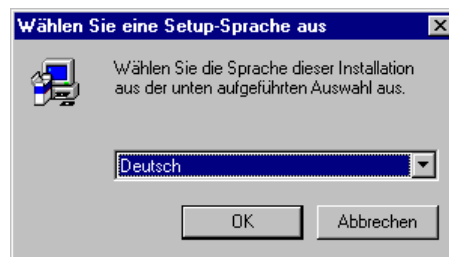 Wählen Sie eine Setup-Sprache aus
Wählen Sie die Sprache dieser Installation
aus der unten aufgeführten Auswahl aus.
Deutsch
OK
Abbrechen